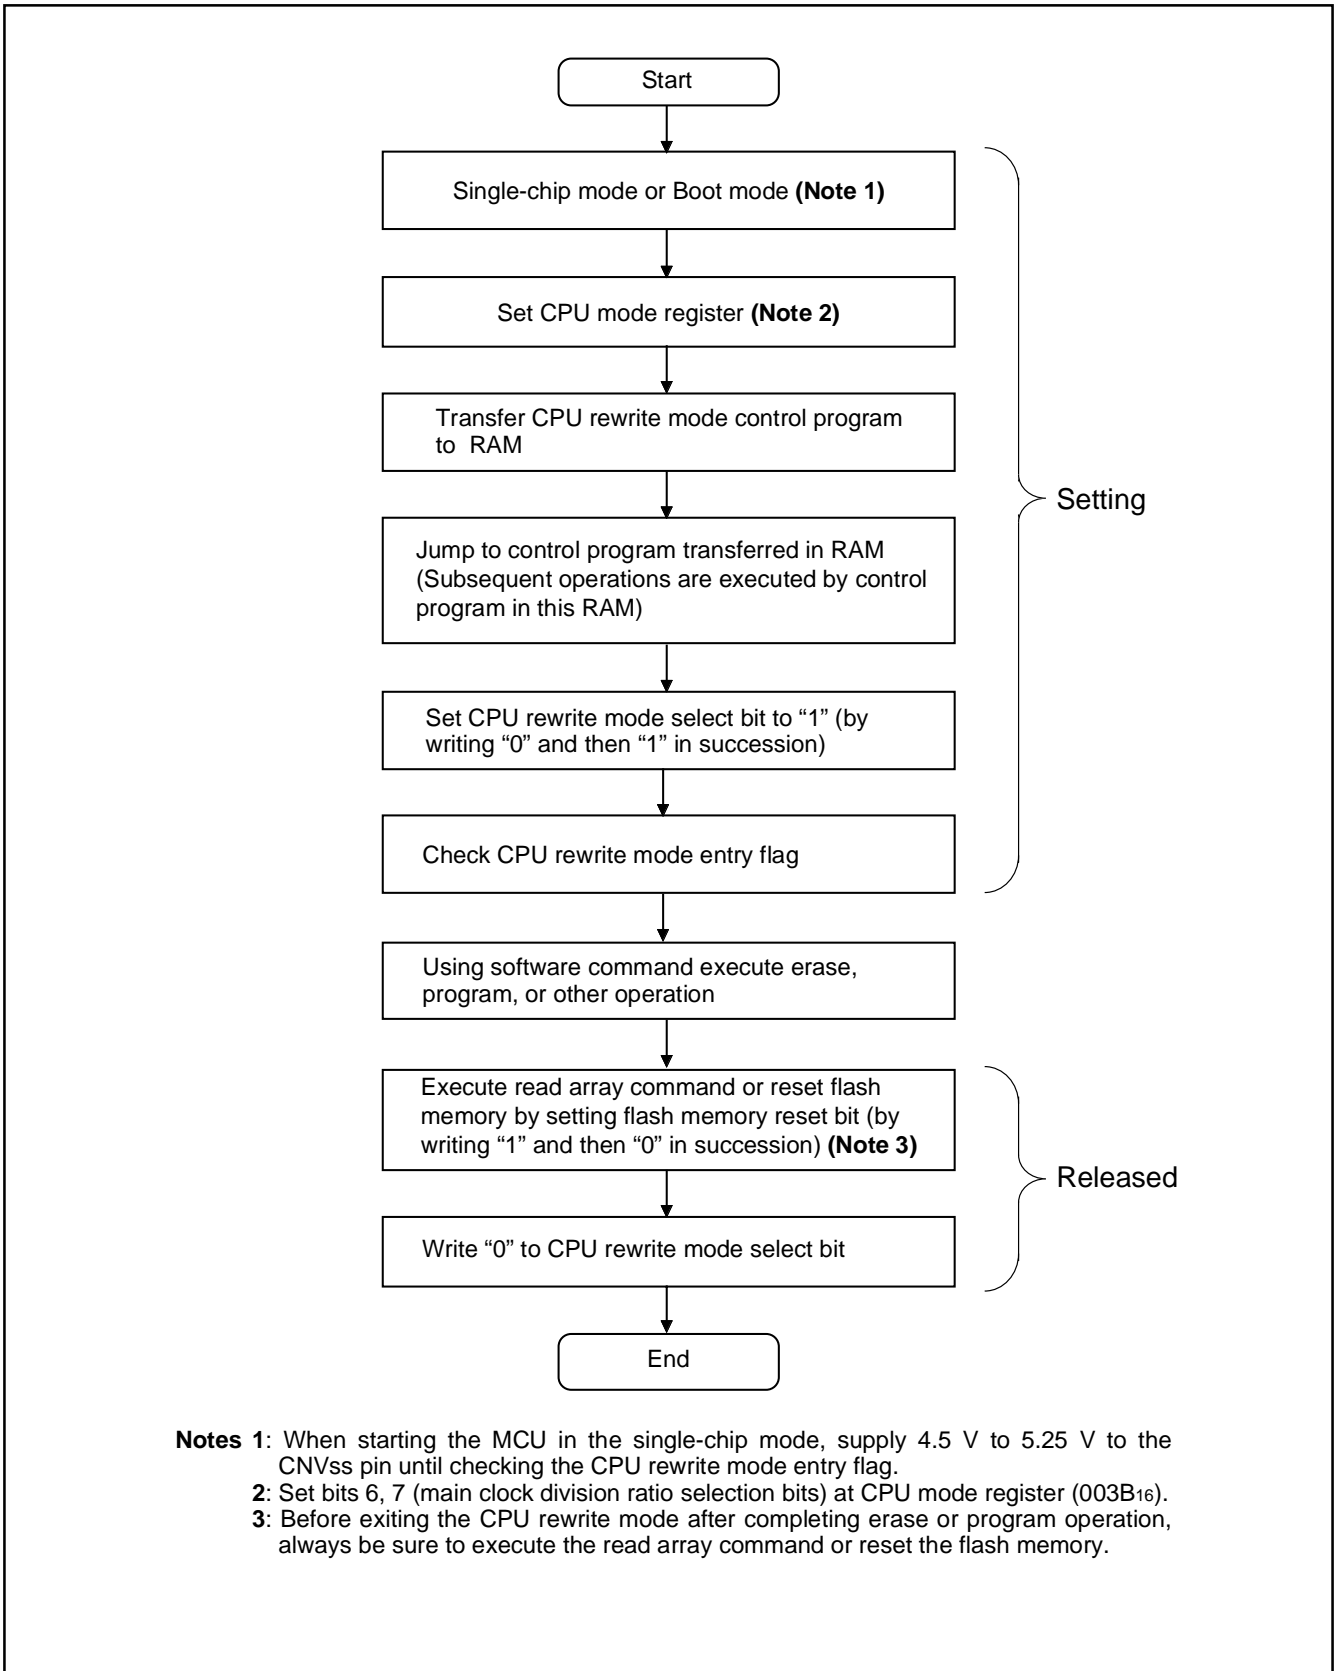 Start
Single-chip mode or Boot mode (Note 1)
Set CPU mode register (Note 2)
Transfer CPU rewrite mode control program
to RAM
Jump to control program transferred in RAM
(Subsequent operations are executed by control
program in this RAM)
Setting
Set CPU rewrite mode select bit to “1” (by
writing “0” and then “1” in succession)
Check CPU rewrite mode entry flag
Using software command execute erase,
program, or other operation
Execute read array command or reset flash
memory by setting flash memory reset bit (by
writing “1” and then “0” in succession) (Note 3)
Released
Write “0” to CPU rewrite mode select bit
End
Notes 1: When starting the MCU in the single-chip mode, supply 4.5 V to 5.25 V to the
CNVss pin until checking the CPU rewrite mode entry flag.
2: Set bits 6, 7 (main clock division ratio selection bits) at CPU mode register (003B16).
3: Before exiting the CPU rewrite mode after completing erase or program operation,
always be sure to execute the read array command or reset the flash memory.